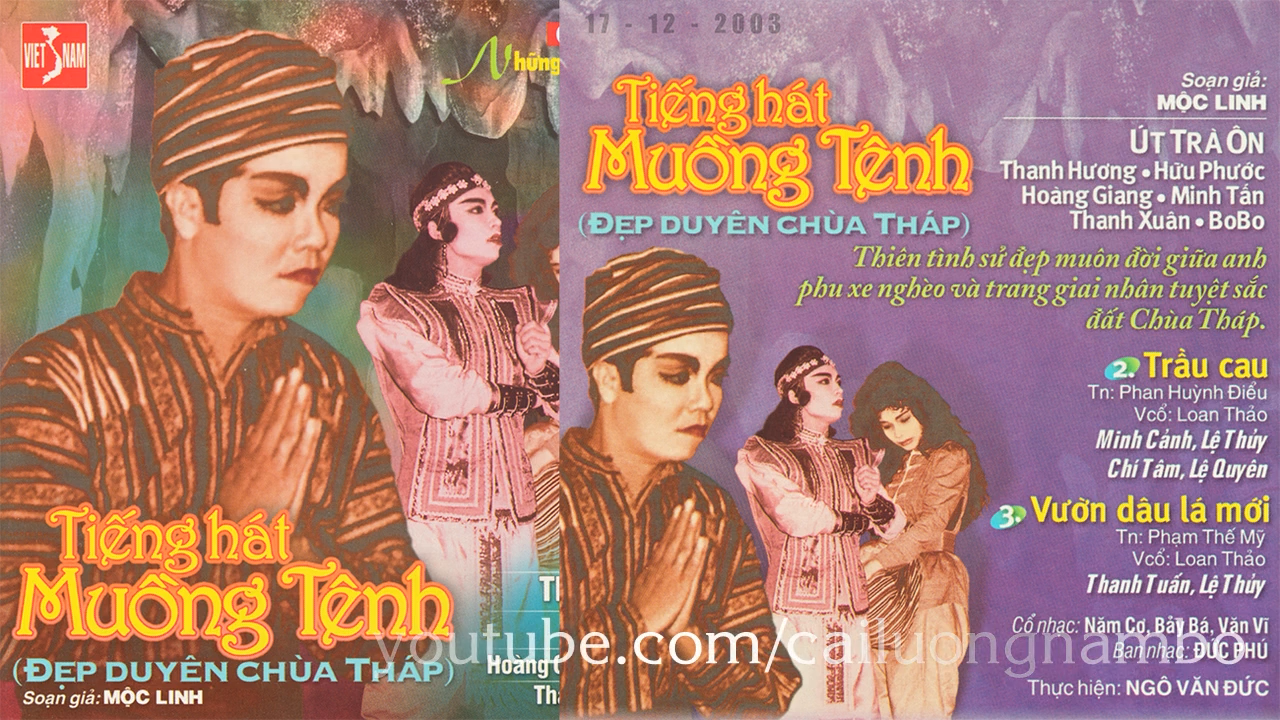 VIỆT NAM
Những
Tiếng hát
Muồng Tênh
(ĐẸP DUYÊN CHÙA THÁP)
Soạn giả: MỘC LINH
Hoàng
17 - 12 - 2003
Tiếng hát
Muồng Tênh
(ĐẸP DUYÊN CHÙA THÁP)
Soạn giả:
MỘC LINH
ÚT TRÀ ÔN
Thanh Hương • Hữu Phước
Hoàng Giang • Minh Tấn
Thanh Xuân • BoBo
Thiên tình sử đẹp muôn đời giữa anh
phu xe nghèo và trang giai nhân tuyệt sắc
đất Chùa Tháp.
2. Trầu cau
Tn: Phan Huỳnh Điểu
Vcổ: Loan Thảo
Minh Cảnh, Lệ Thủy
Chí Tâm, Lệ Quyên
3. Vườn dâu lá mới
Tn: Phạm Thế Mỹ
Vcổ: Loan Thảo
Thanh Tuấn, Lệ Thủy
Cổ nhạc: Năm Cơ, Bảy Bá, Văn Vĩ
Ban nhạc: ĐỨC PHÚ
Thực hiện: NGÔ VĂN ĐỨC
youtube.com/cailuongnambo